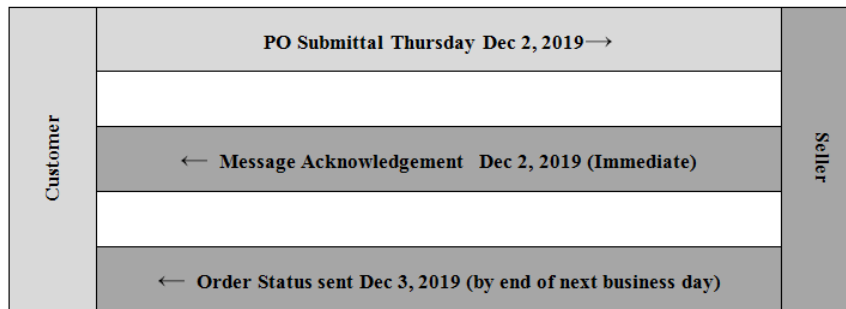 Customer
PO Submittal Thursday Dec 2, 2019→
← Message Acknowledgement Dec 2, 2019 (Immediate)
← Order Status sent Dec 3, 2019 (by end of next business day)
Seller